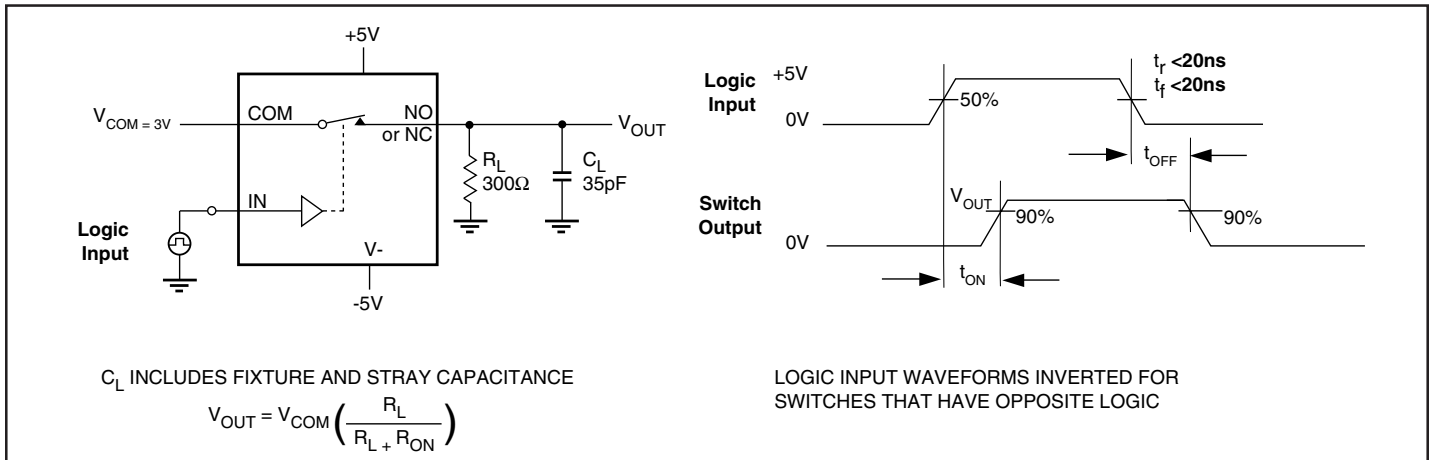 +5V
V_COM = 3V
COM
NO
or NC
V_OUT
R_L
300Ω
C_L
35pF
IN
Logic
Input
V-
-5V
C_L INCLUDES FIXTURE AND STRAY CAPACITANCE
V_OUT = V_COM ( R_L / R_L + R_ON )
Logic
Input
+5V
0V
50%
t_r <20ns
t_f <20ns
t_OFF
Switch
Output
V_OUT
0V
90%
90%
t_ON
LOGIC INPUT WAVEFORMS INVERTED FOR
SWITCHES THAT HAVE OPPOSITE LOGIC